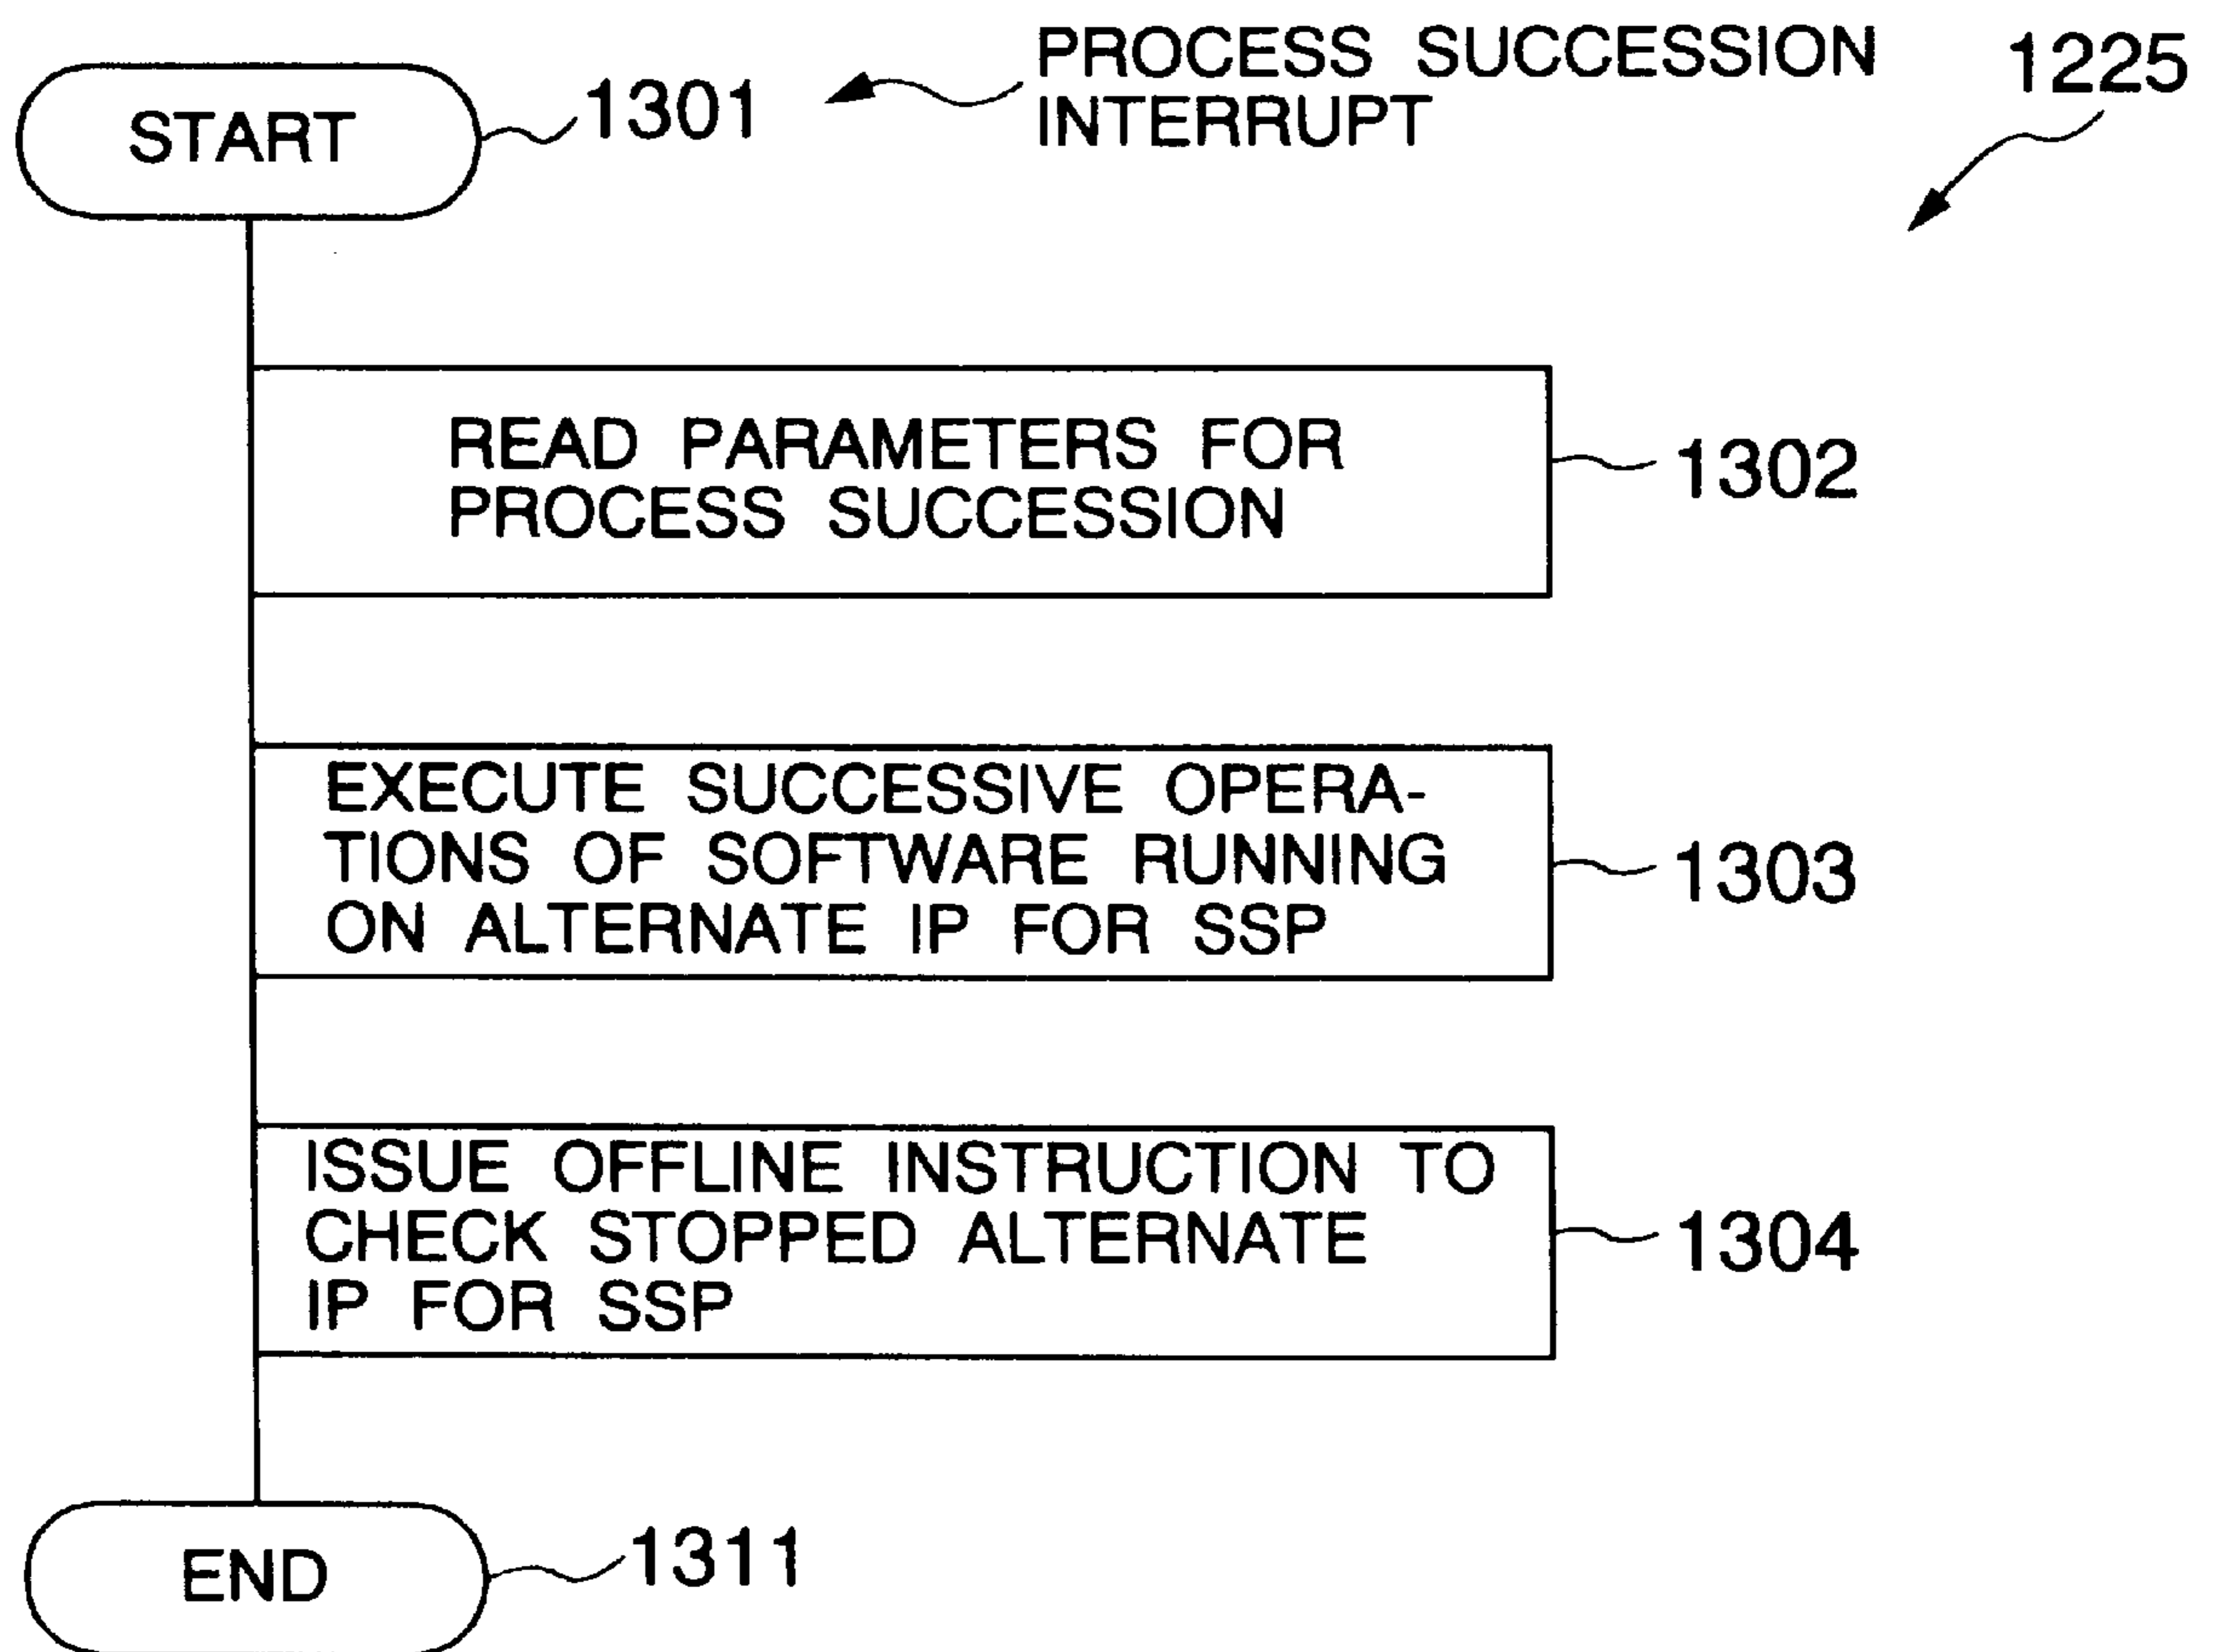 PROCESS SUCCESSION
INTERRUPT
1225
START
1301
READ PARAMETERS FOR
PROCESS SUCCESSION
1302
EXECUTE SUCCESSIVE OPERA-
TIONS OF SOFTWARE RUNNING
ON ALTERNATE IP FOR SSP
1303
ISSUE OFFLINE INSTRUCTION TO
CHECK STOPPED ALTERNATE
IP FOR SSP
1304
END
1311